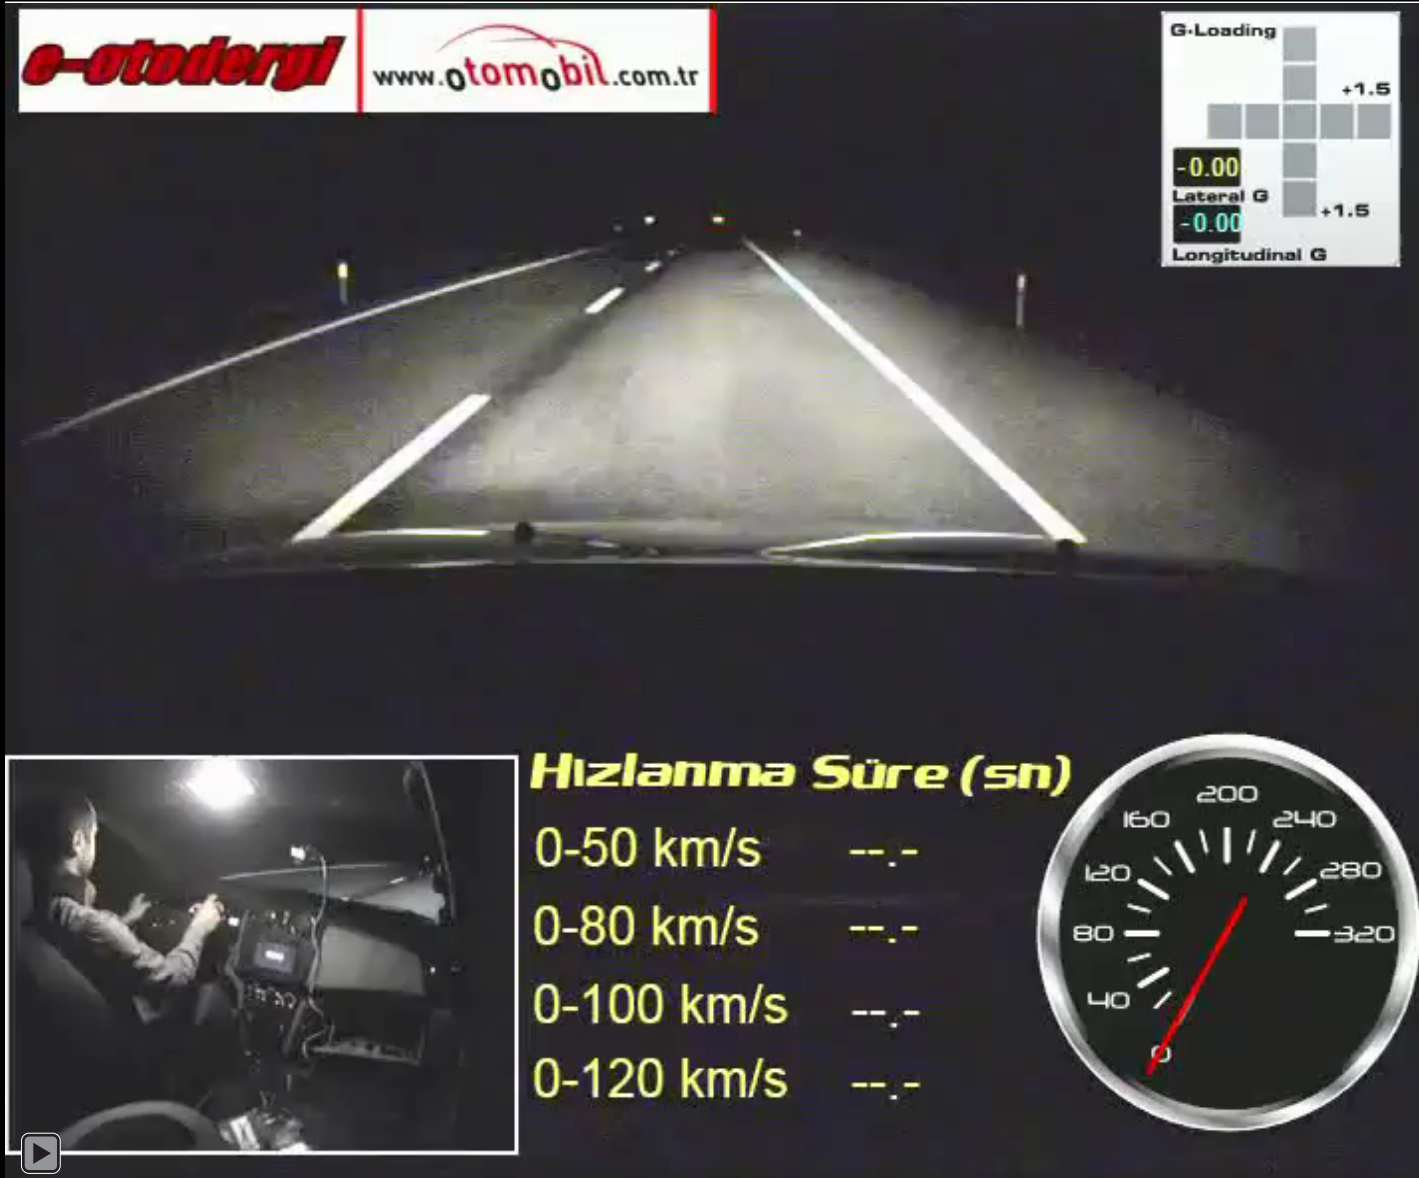 e-otodergi
www.otomobil.com.tr
G-Loading
+1.5
-0.00
Lateral G
+1.5
-0.00
Longitudinal G
Hızlanma Süre (sn)
0-50 km/s --.-
0-80 km/s --.-
0-100 km/s --.-
0-120 km/s --.-
200
160 240
120 280
80 320
40
0